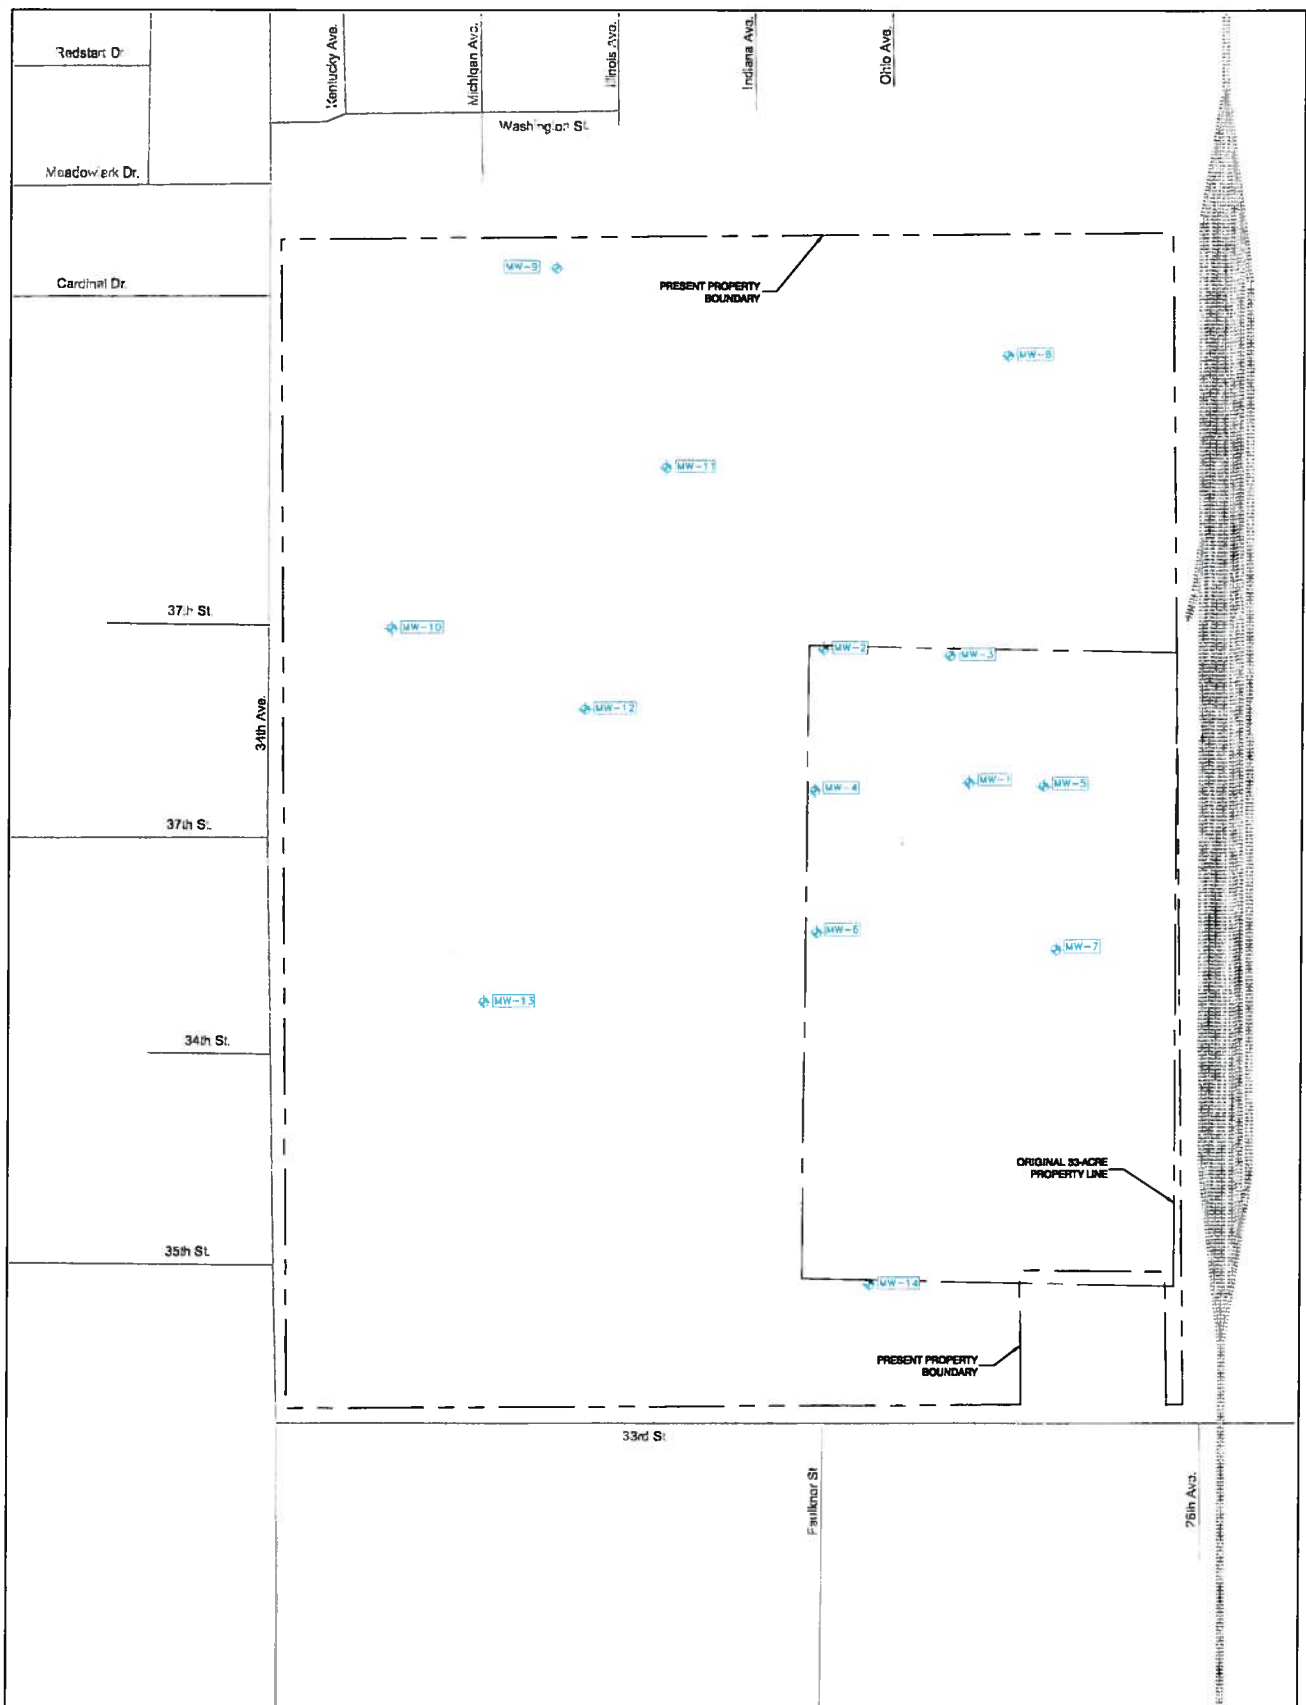 Redstart Dr
Kentucky Ave.
Michigan Ave.
Illinois Ave.
Indiana Ave.
Ohio Ave.
Washington St.
Meadowlark Dr.
Cardinal Dr.
MW-9
PRESENT PROPERTY
BOUNDARY
MW-8
MW-11
37th St.
MW-10
MW-2
MW-3
34th Ave.
MW-12
MW-4
MW-1
MW-5
37th St.
MW-6
MW-7
MW-13
34th St.
ORIGINAL 33-ACRE
PROPERTY LINE
35th St.
MW-14
PRESENT PROPERTY
BOUNDARY
33rd St
Faulkner St
26th Ave.